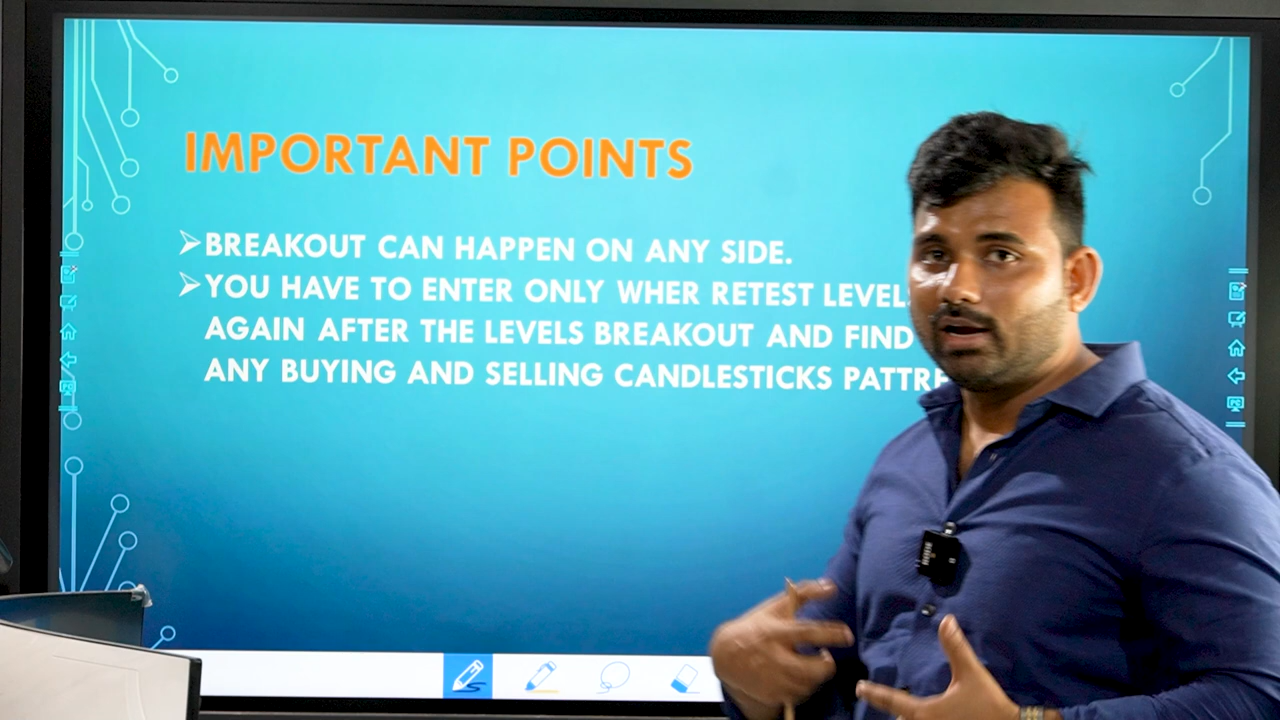 IMPORTANT POINTS
➢BREAKOUT CAN HAPPEN ON ANY SIDE.
➢YOU HAVE TO ENTER ONLY WHER RETEST LEVEL
AGAIN AFTER THE LEVELS BREAKOUT AND FIND
ANY BUYING AND SELLING CANDLESTICKS